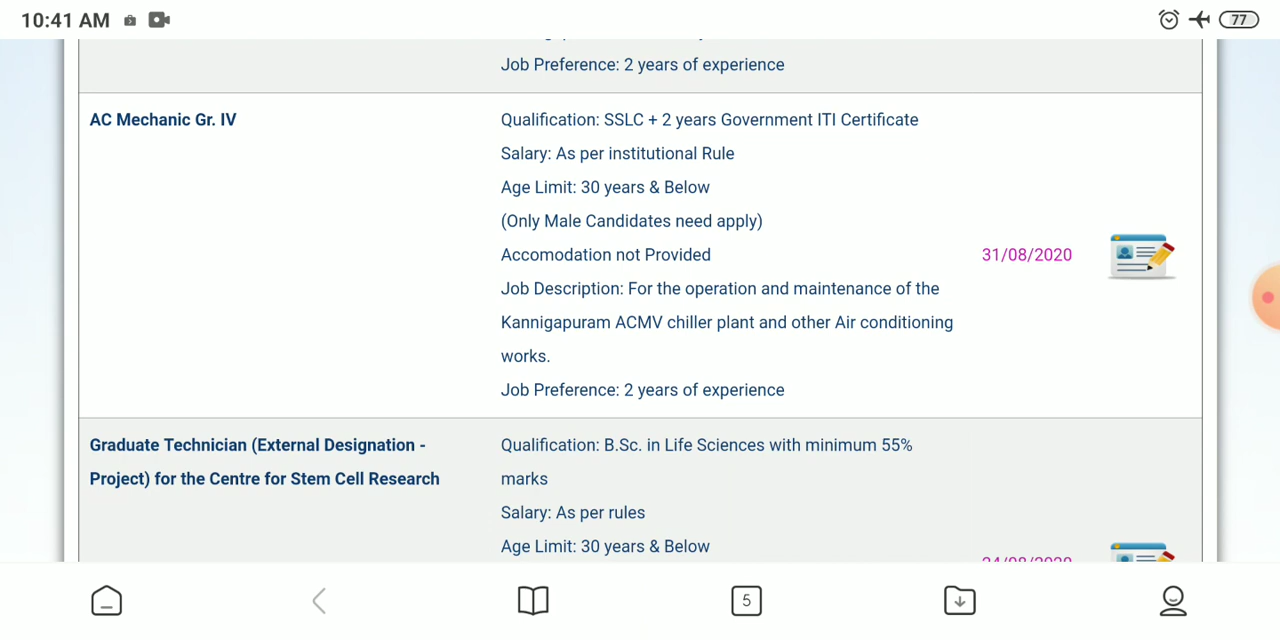 10:41 AM
77
Job Preference: 2 years of experience
AC Mechanic Gr. IV
Qualification: SSLC + 2 years Government ITI Certificate
Salary: As per institutional Rule
Age Limit: 30 years & Below
(Only Male Candidates need apply)
Accomodation not Provided
31/08/2020
Job Description: For the operation and maintenance of the
Kannigapuram ACMV chiller plant and other Air conditioning
works.
Job Preference: 2 years of experience
Graduate Technician (External Designation -
Project) for the Centre for Stem Cell Research
Qualification: B.Sc. in Life Sciences with minimum 55%
marks
Salary: As per rules
Age Limit: 30 years & Below
5